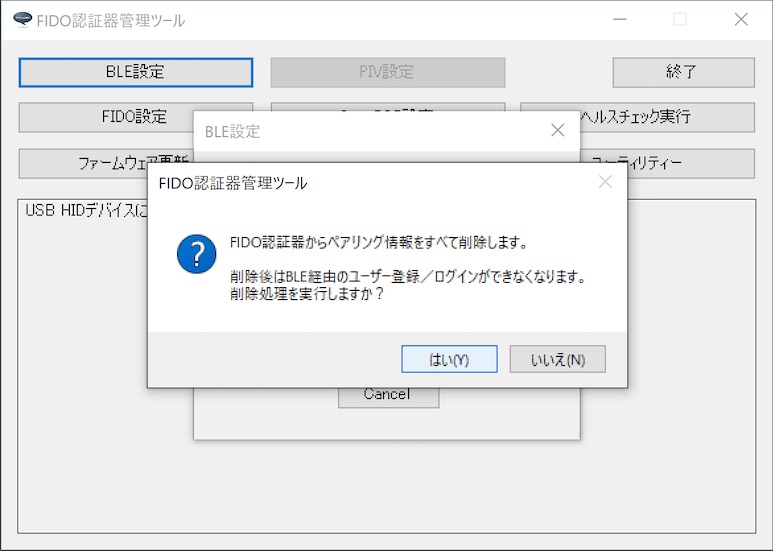 FIDO認証器管理ツール
BLE設定
PIV設定
終了
FIDO設定
ヘルスチェック実行
ファームウェア更新
ユーティリティー
BLE設定
USB HIDデバイスに
FIDO認証器管理ツール
FIDO認証器からペアリング情報をすべて削除します。
削除後はBLE経由のユーザー登録／ログインができなくなります。
削除処理を実行しますか？
はい(Y)
いいえ(N)
Cancel